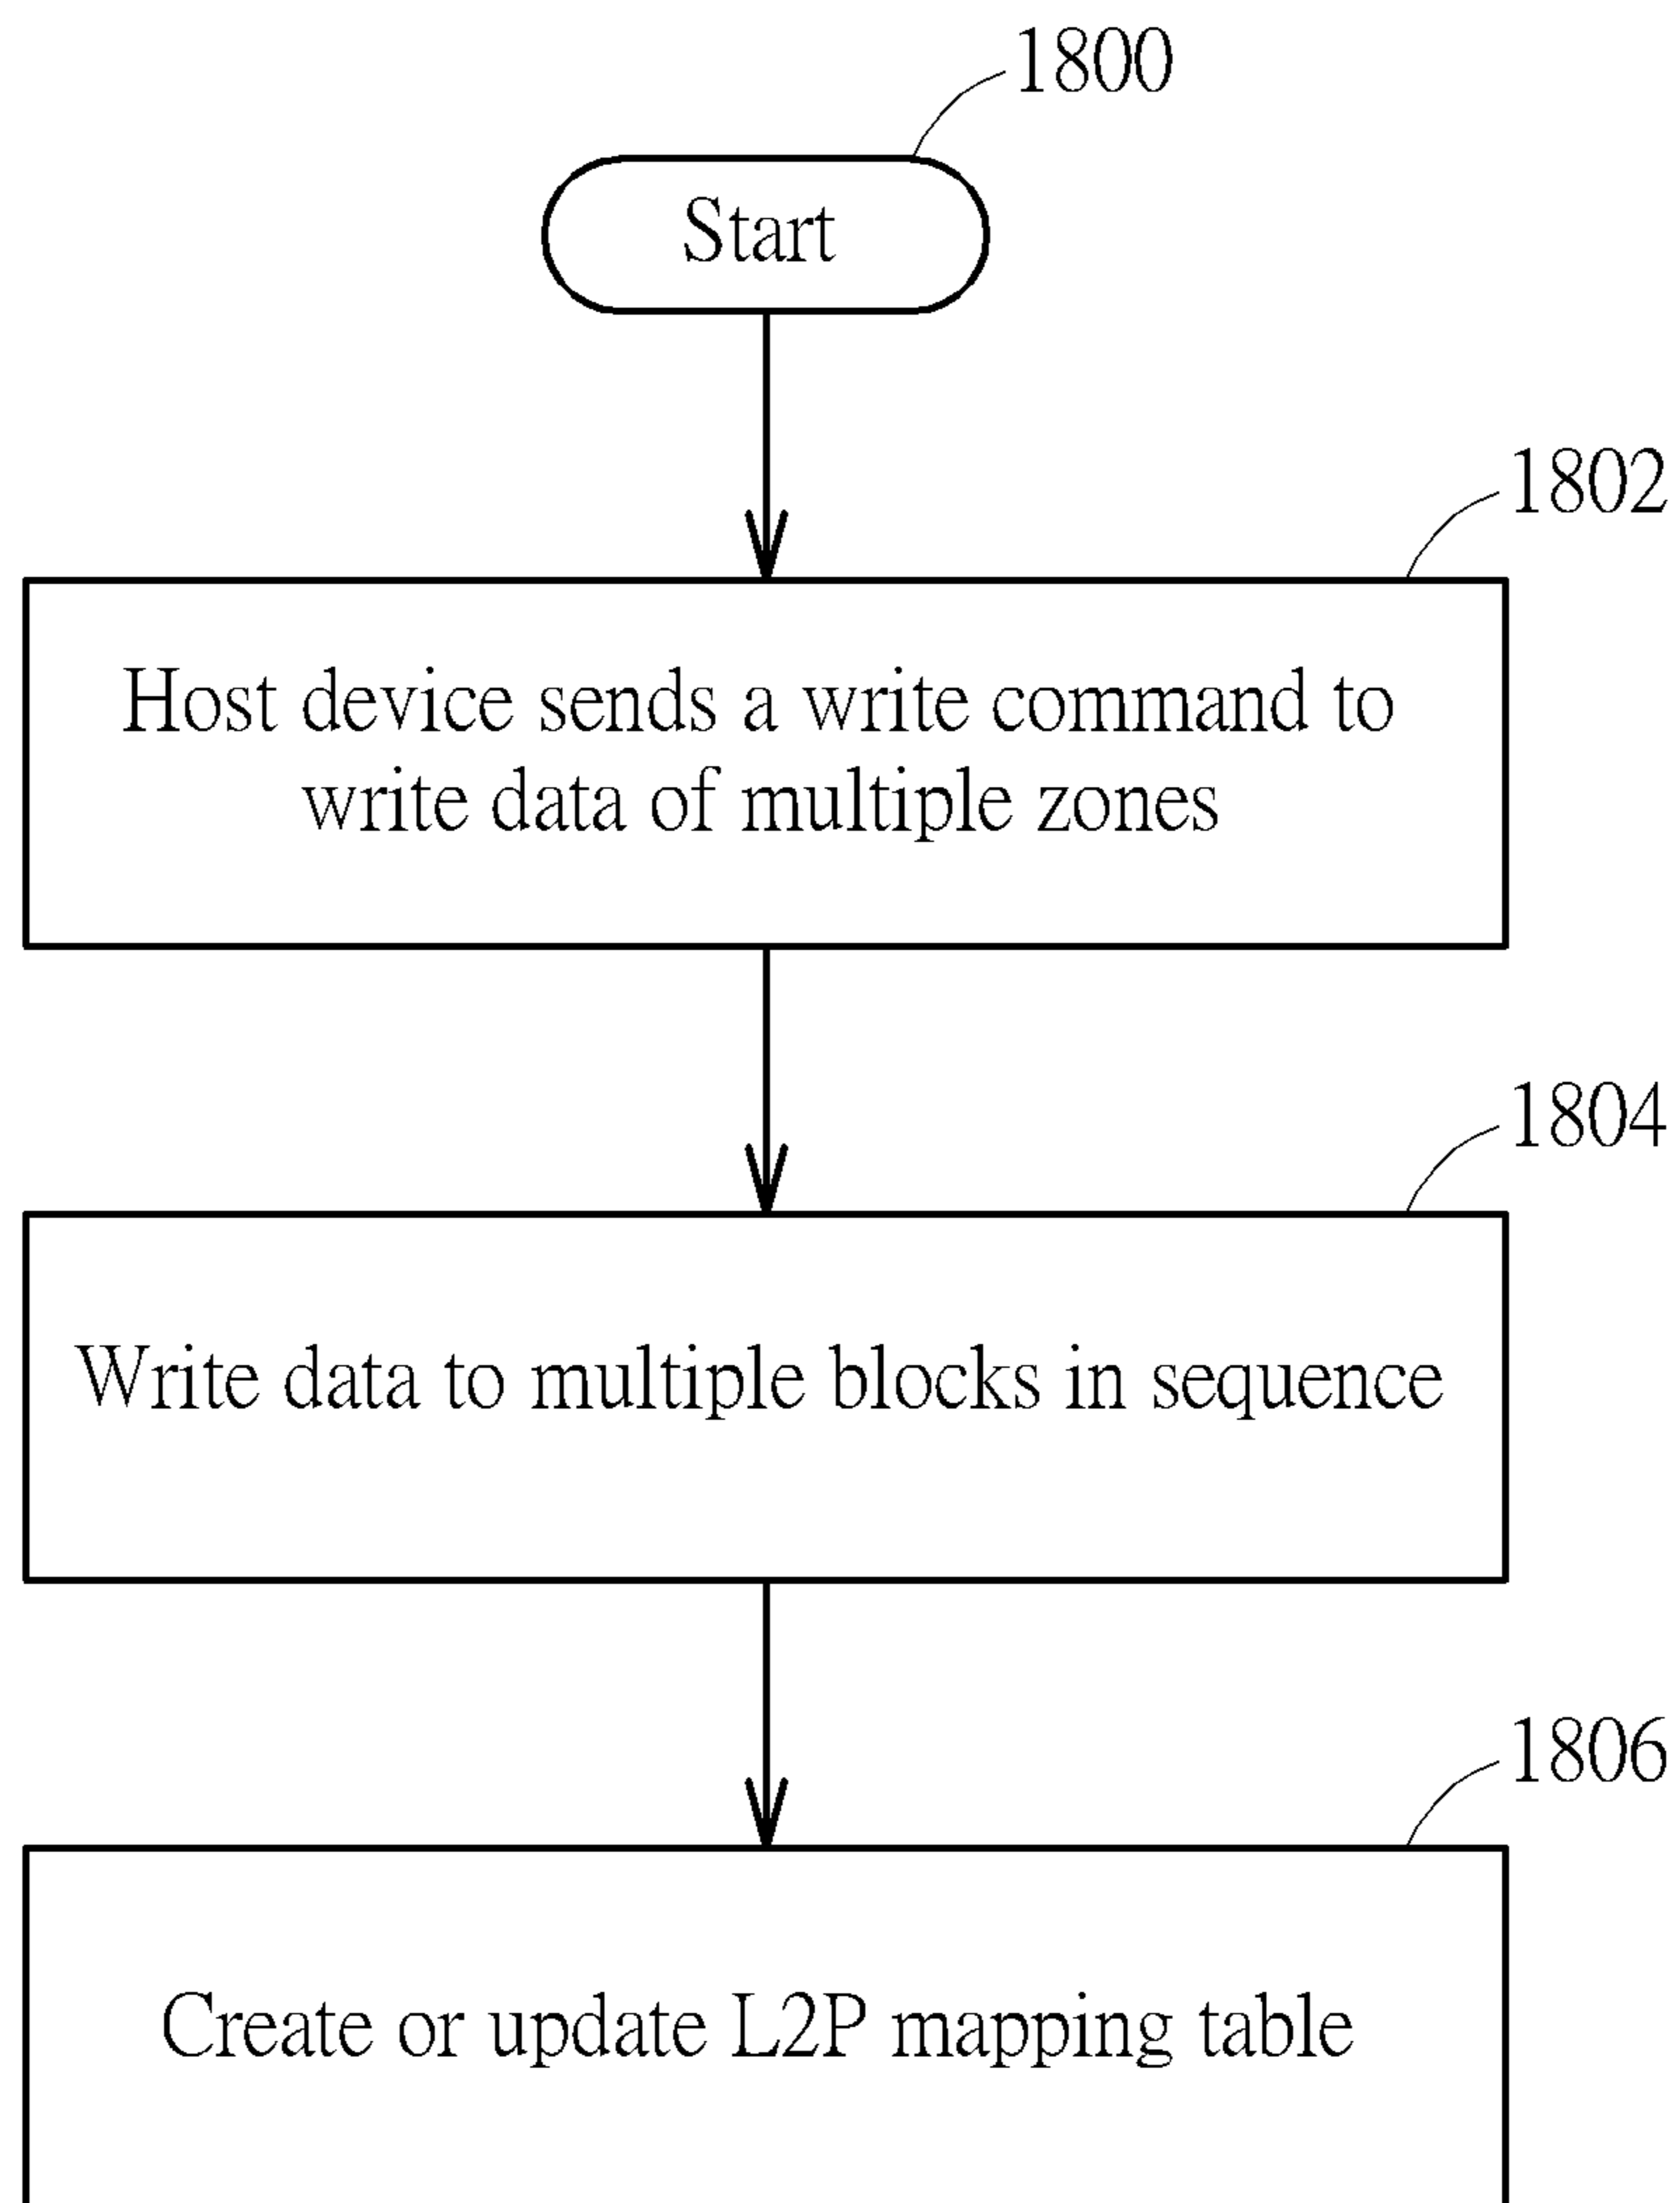 1800
Start
1802
Host device sends a write command to
write data of multiple zones
1804
Write data to multiple blocks in sequence
1806
Create or update L2P mapping table